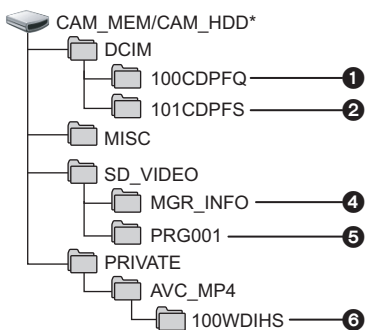 CAM_MEM/CAM_HDD*
DCIM
100CDPFQ 1
101CDPFS 2
MISC
SD_VIDEO
MGR_INFO 4
PRG001 5
PRIVATE
AVC_MP4
100WDIHS 6